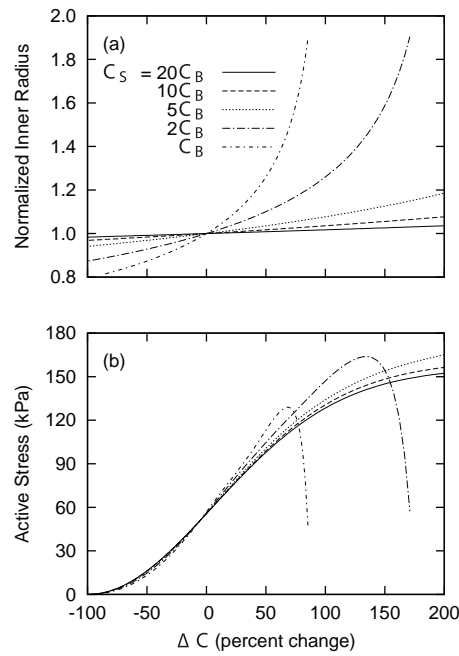 2.0
1.8
1.6
1.4
1.2
1.0
0.8
Normalized Inner Radius
(a)
C_S = 20C_B
10C_B
5C_B
2C_B
C_B
180
150
120
90
60
30
0
Active Stress (kPa)
(b)
-100 -50 0 50 100 150 200
Δ C (percent change)